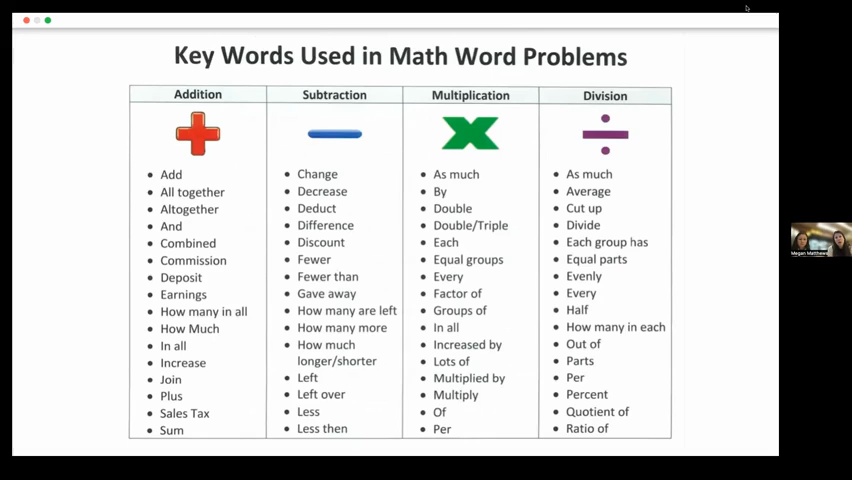 Key Words Used in Math Word Problems
Addition
Subtraction
Multiplication
Division
Add
All together
Altogether
And
Combined
Commission
Deposit
Earnings
How many in all
How Much
In all
Increase
Join
Plus
Sales Tax
Sum
Change
Decrease
Deduct
Difference
Discount
Fewer
Fewer than
Gave away
How many are left
How many more
How much
longer/shorter
Left
Left over
Less
Less then
As much
By
Double
Double/Triple
Each
Equal groups
Every
Factor of
Groups of
In all
Increased by
Lots of
Multiplied by
Multiply
Of
Per
As much
Average
Cut up
Divide
Each group has
Equal parts
Evenly
Every
Half
How many in each
Out of
Parts
Per
Percent
Quotient of
Ratio of
Megan Matthews